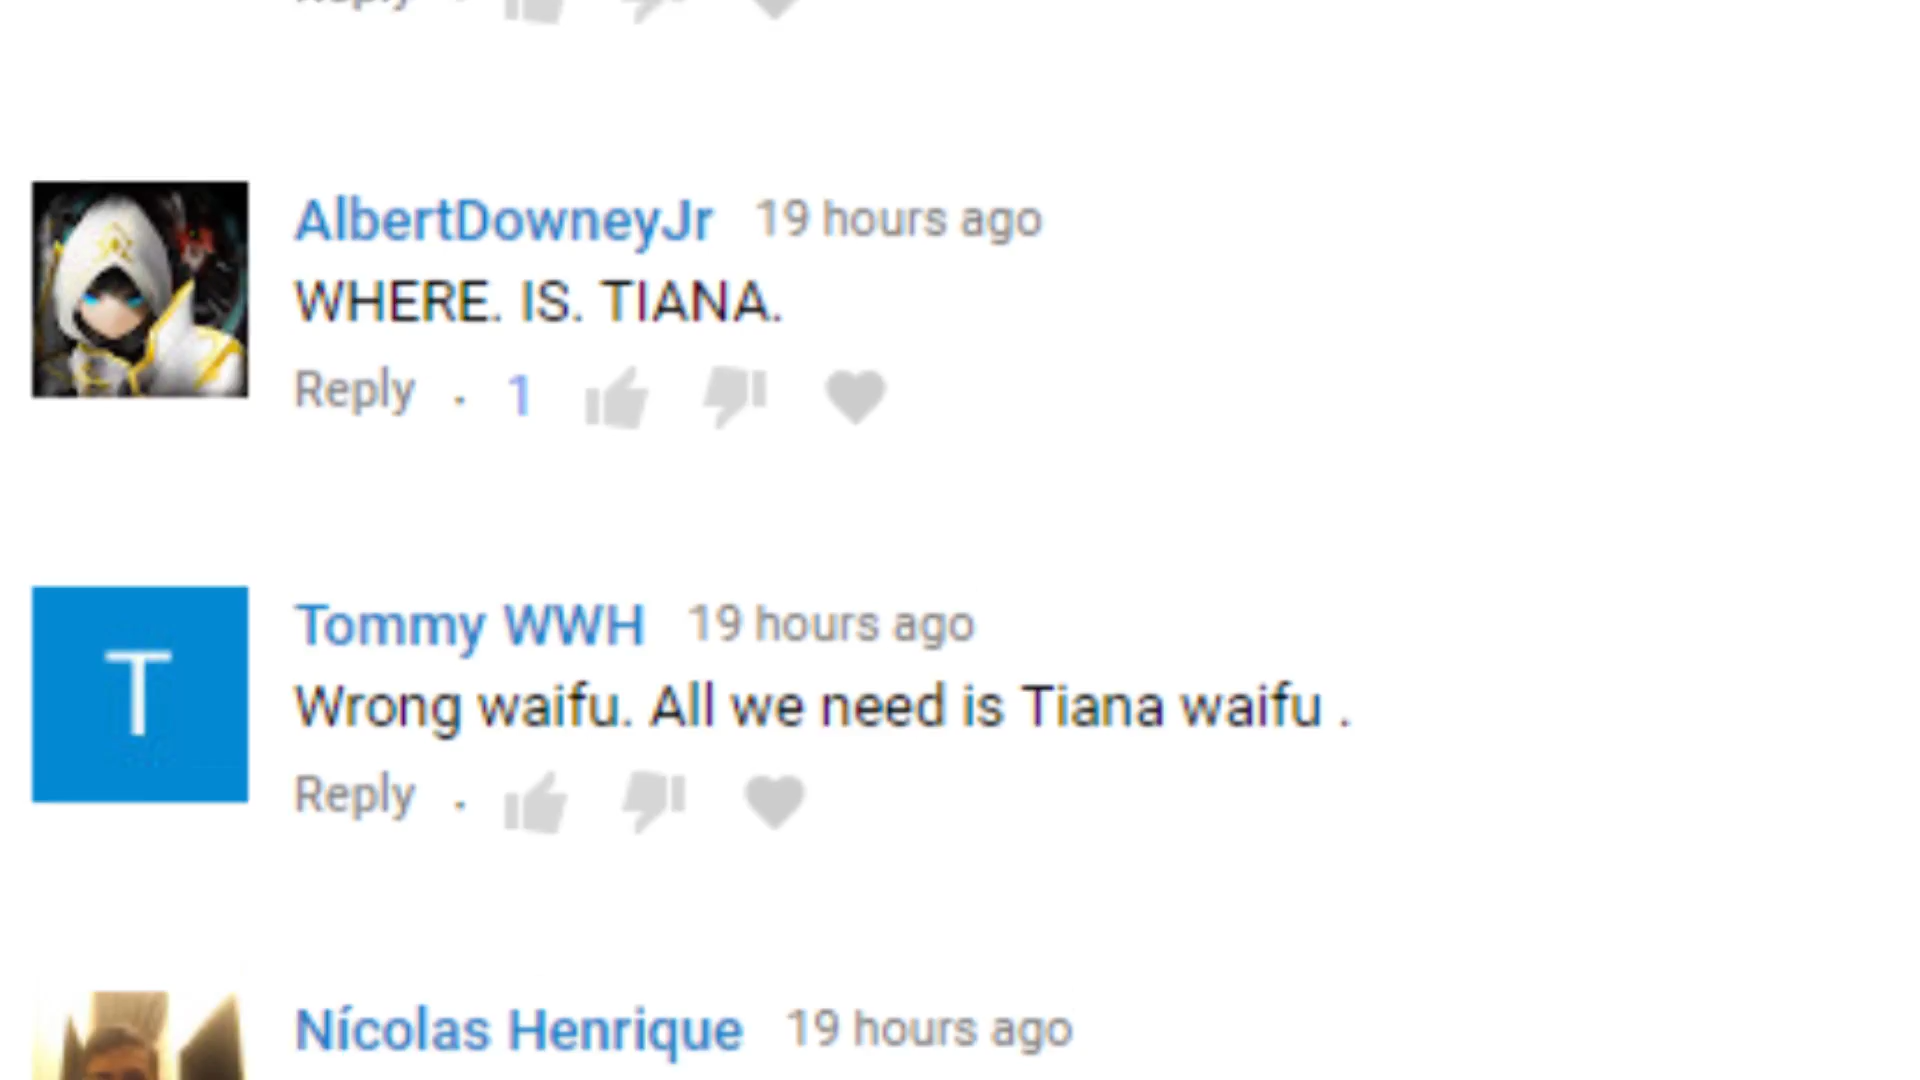 Reply ·
AlbertDowneyJr 19 hours ago
WHERE. IS. TIANA.
Reply · 1
T
Tommy WWH 19 hours ago
Wrong waifu. All we need is Tiana waifu .
Reply ·
Nícolas Henrique 19 hours ago